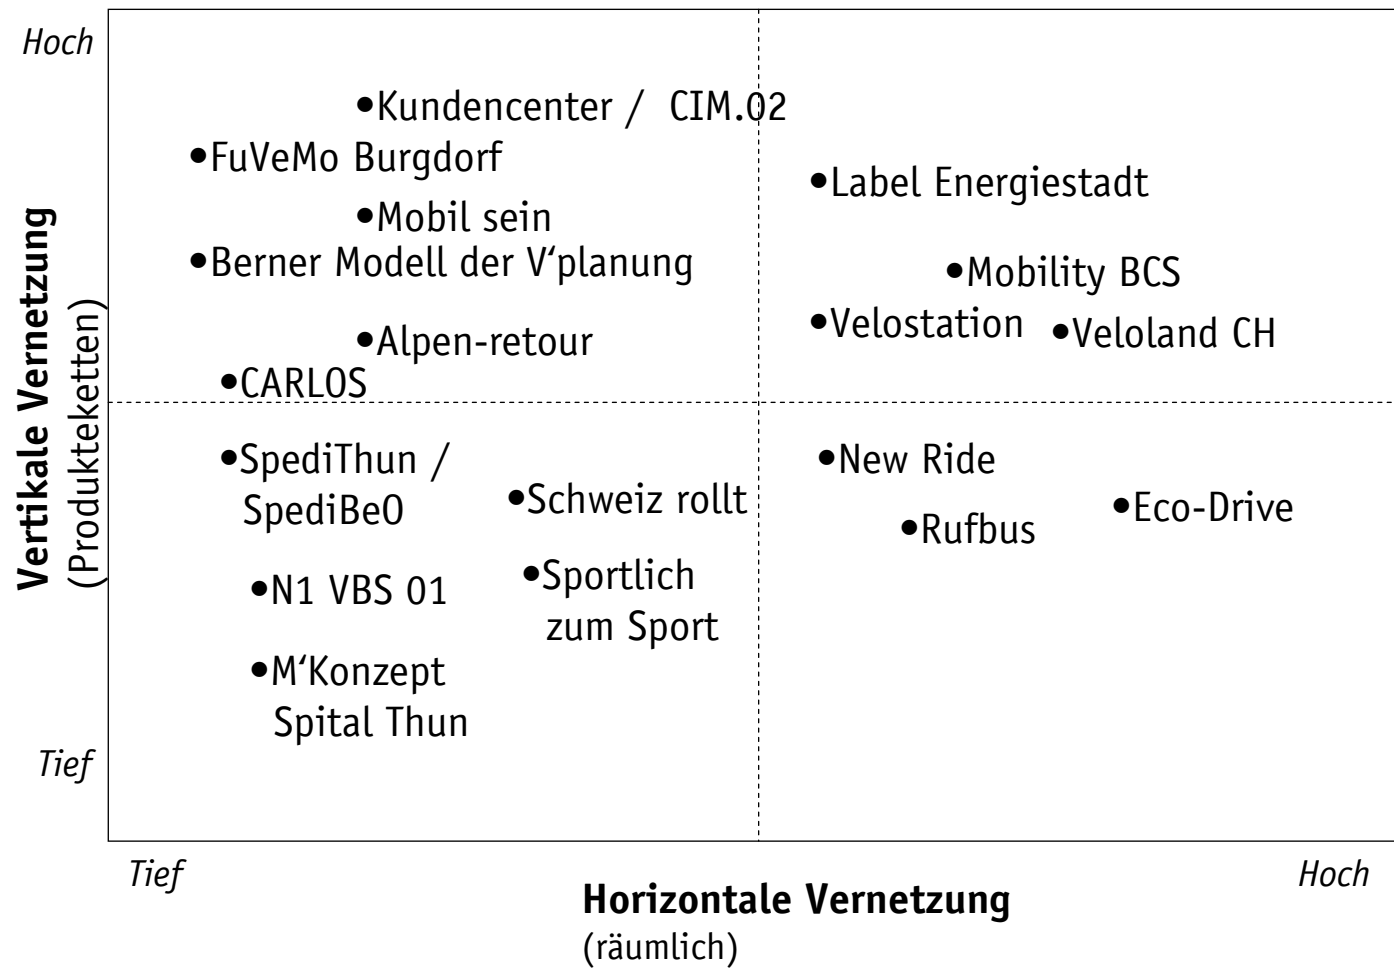 Hoch
•Kundencenter / CIM.02
•FuVeMo Burgdorf
•Label Energiestadt
•Mobil sein
•Berner Modell der V‘planung
•Mobility BCS
•Velostation
•Veloland CH
•Alpen-retour
•CARLOS
Vertikale Vernetzung
(Produkteketten)
•SpediThun /
SpediBeO
•Schweiz rollt
•New Ride
•Rufbus
•Eco-Drive
•N1 VBS 01
•Sportlich
zum Sport
•M‘Konzept
Spital Thun
Tief
Tief
Hoch
Horizontale Vernetzung
(räumlich)